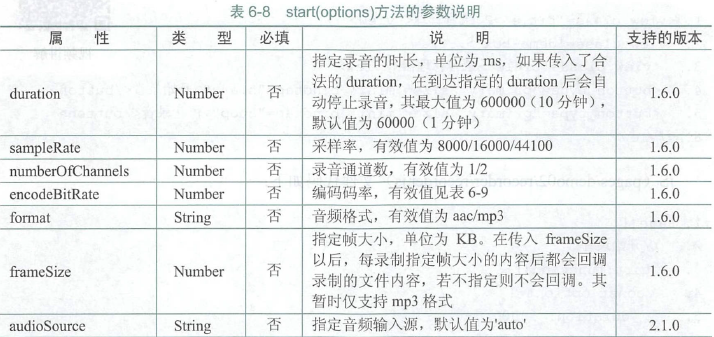 表 6-8 start(options)方法的参数说明
属 性 类 型 必填 说 明 支持的版本
指定录音的时长，单位为 ms，如果传入了合
法的 duration，在到达指定的 duration 后会自
动停止录音，其最大值为 600000（10 分钟），
默认值为 60000（1 分钟）
duration Number 否 1.6.0
sampleRate Number 否 采样率，有效值为 8000/16000/44100 1.6.0
numberOfChannels Number 否 录音通道数，有效值为 1/2 1.6.0
encodeBitRate Number 否 编码码率，有效值见表 6-9 1.6.0
format String 否 音频格式，有效值为 aac/mp3 1.6.0
指定帧大小，单位为 KB。在传入 frameSize
以后，每录制指定帧大小的内容后都会回调
录制的文件内容，若不指定则不会回调。其
暂时仅支持 mp3 格式
frameSize Number 否 1.6.0
audioSource String 否 指定音频输入源，默认值为'auto' 2.1.0